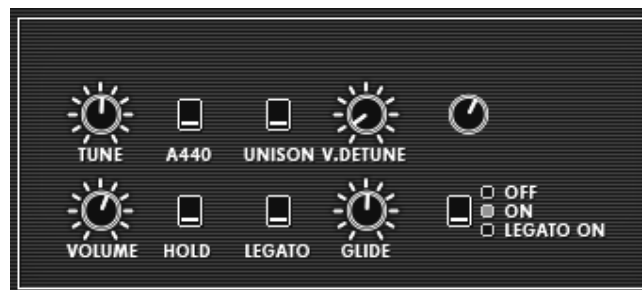 TUNE A440 UNISON V.DETUNE
OFF
ON
LEGATO ON
VOLUME HOLD LEGATO GLIDE